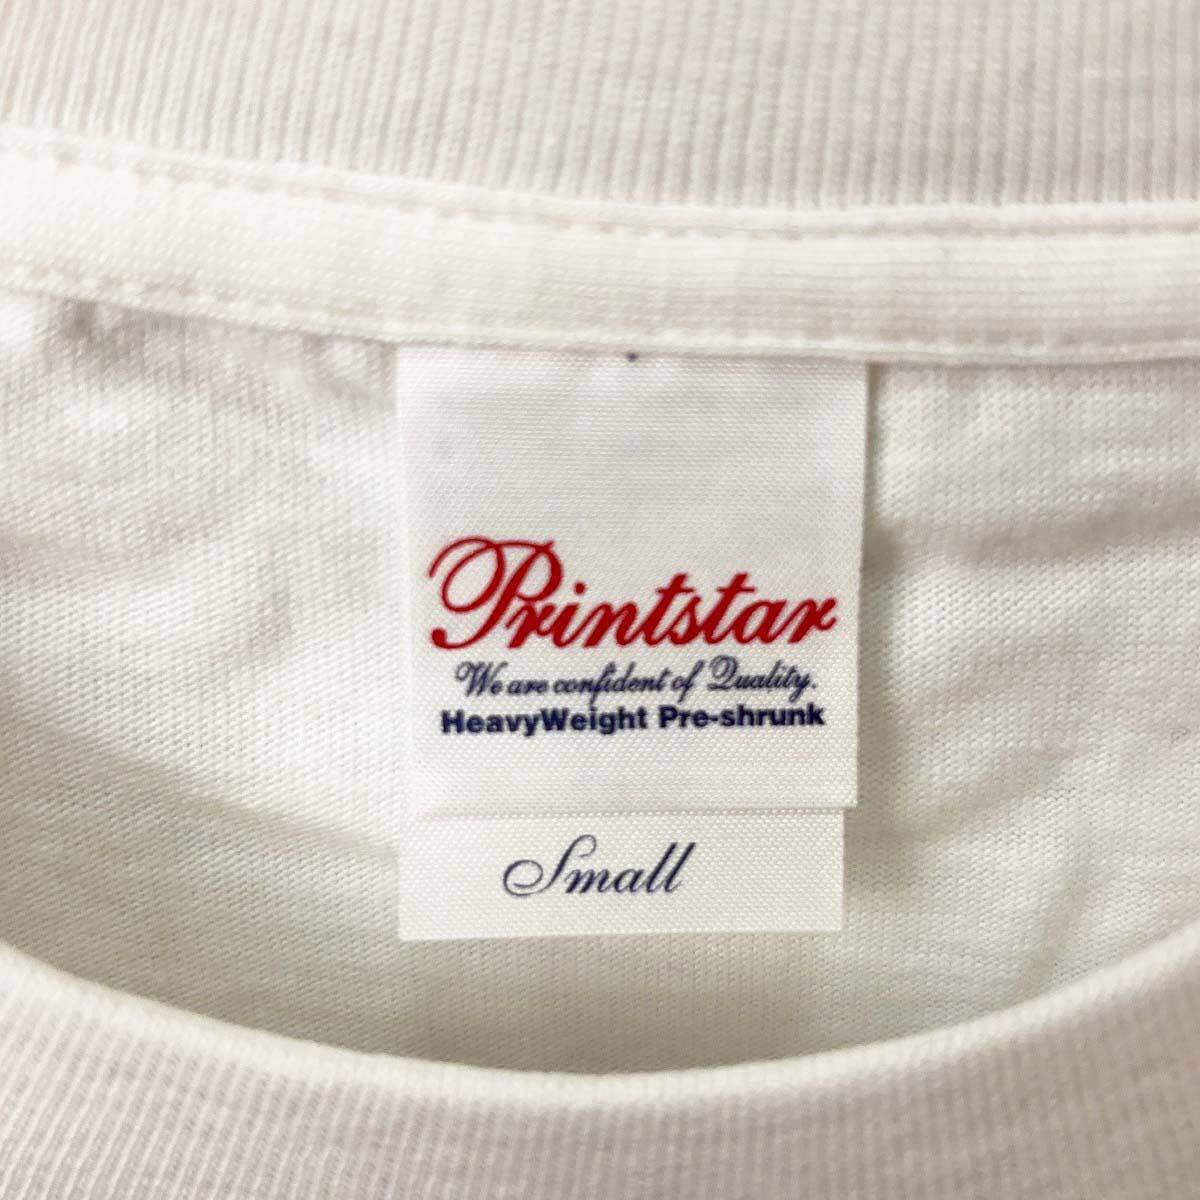 Printstar
We are confident of Quality.
HeavyWeight Pre-shrunk
Small